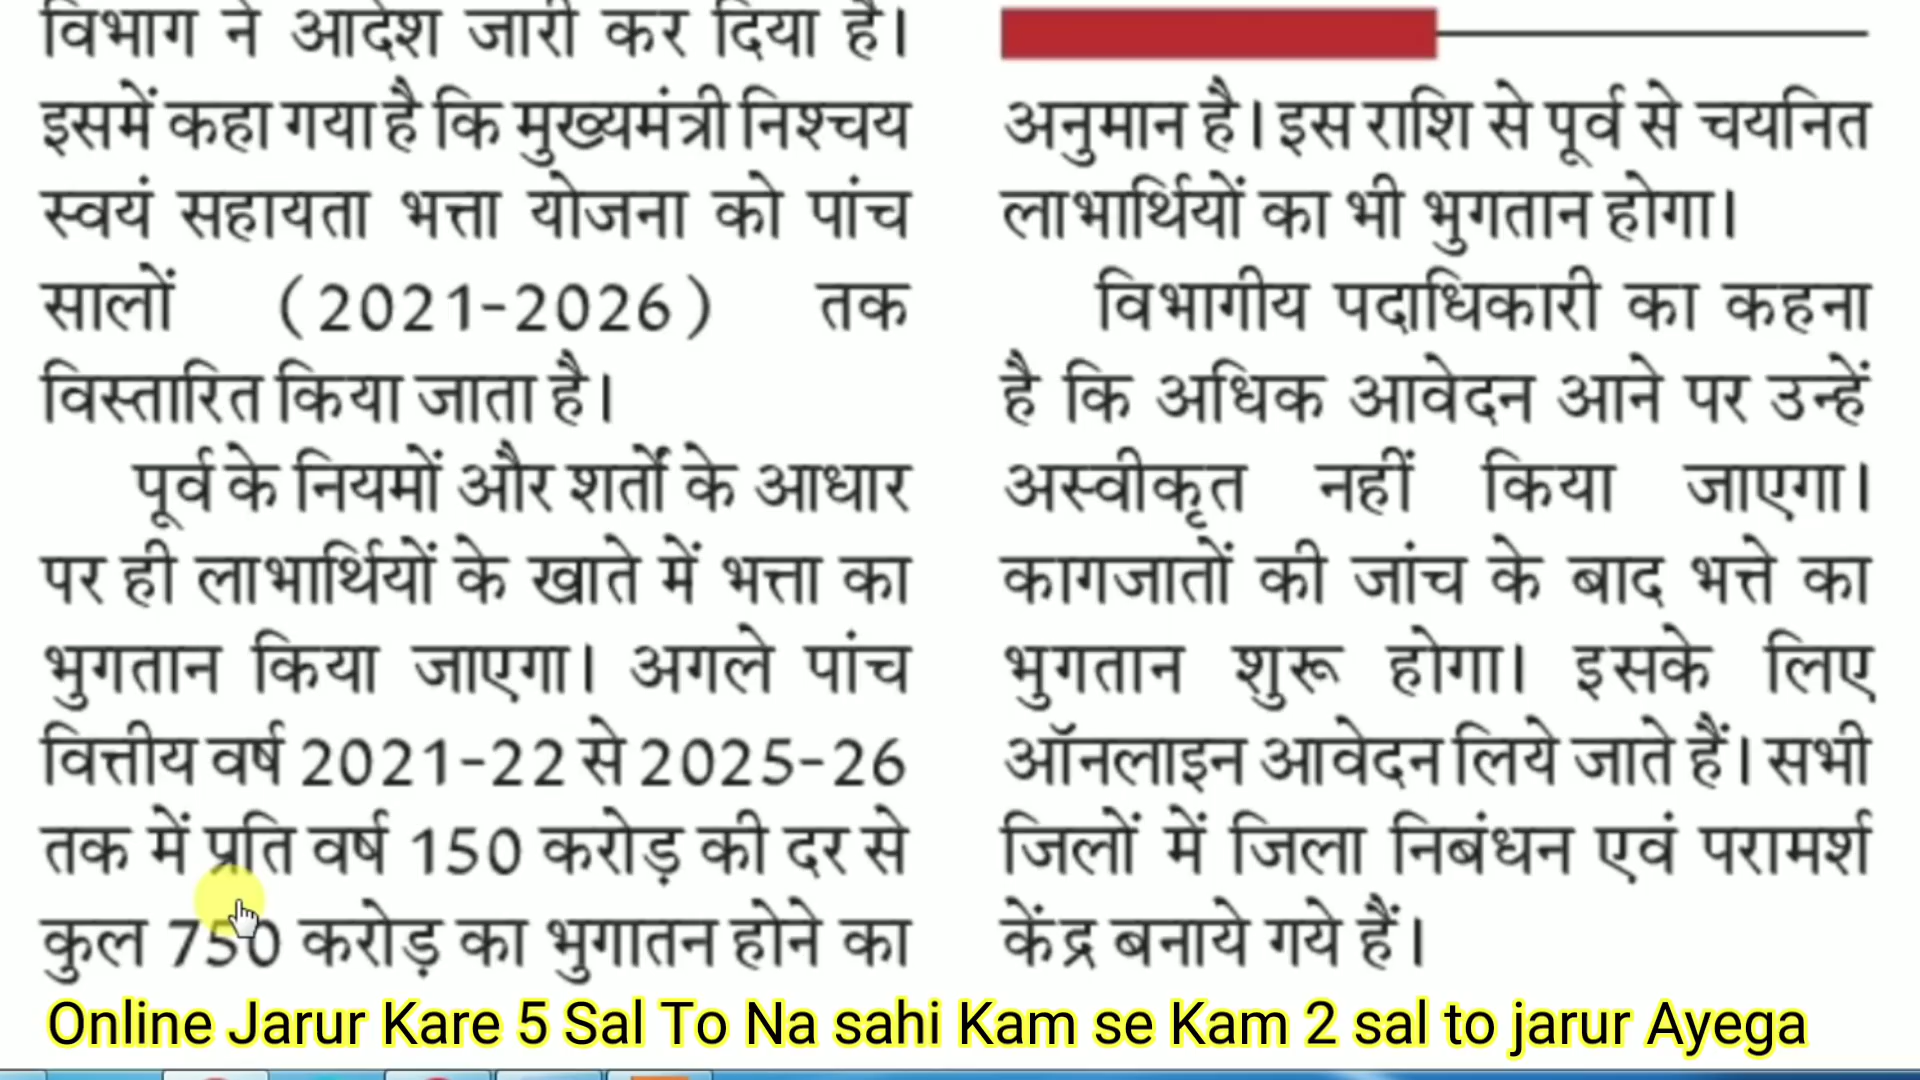 विभाग ने आदेश जारी कर दिया है।
इसमें कहा गया है कि मुख्यमंत्री निश्चय
स्वयं सहायता भत्ता योजना को पांच
सालों (2021-2026) तक
विस्तारित किया जाता है।
पूर्व के नियमों और शर्तों के आधार
पर ही लाभार्थियों के खाते में भत्ता का
भुगतान किया जाएगा। अगले पांच
वित्तीय वर्ष 2021-22 से 2025-26
तक में प्रति वर्ष 150 करोड़ की दर से
कुल 750 करोड़ का भुगातन होने का
अनुमान है। इस राशि से पूर्व से चयनित
लाभार्थियों का भी भुगतान होगा।
विभागीय पदाधिकारी का कहना
है कि अधिक आवेदन आने पर उन्हें
अस्वीकृत नहीं किया जाएगा।
कागजातों की जांच के बाद भत्ते का
भुगतान शुरू होगा। इसके लिए
ऑनलाइन आवेदन लिये जाते हैं। सभी
जिलों में जिला निबंधन एवं परामर्श
केंद्र बनाये गये हैं।
Online Jarur Kare 5 Sal To Na sahi Kam se Kam 2 sal to jarur Ayega